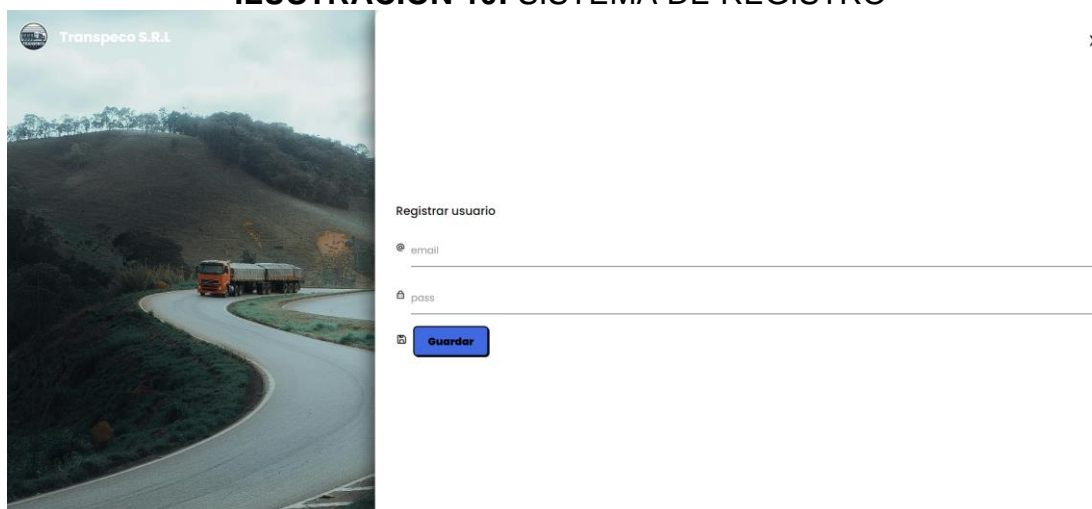 ILUSTRACIÓN 10: SISTEMA DE REGISTRO
Transpeco S.R.L
Registrar usuario
@ email
pass
Guardar